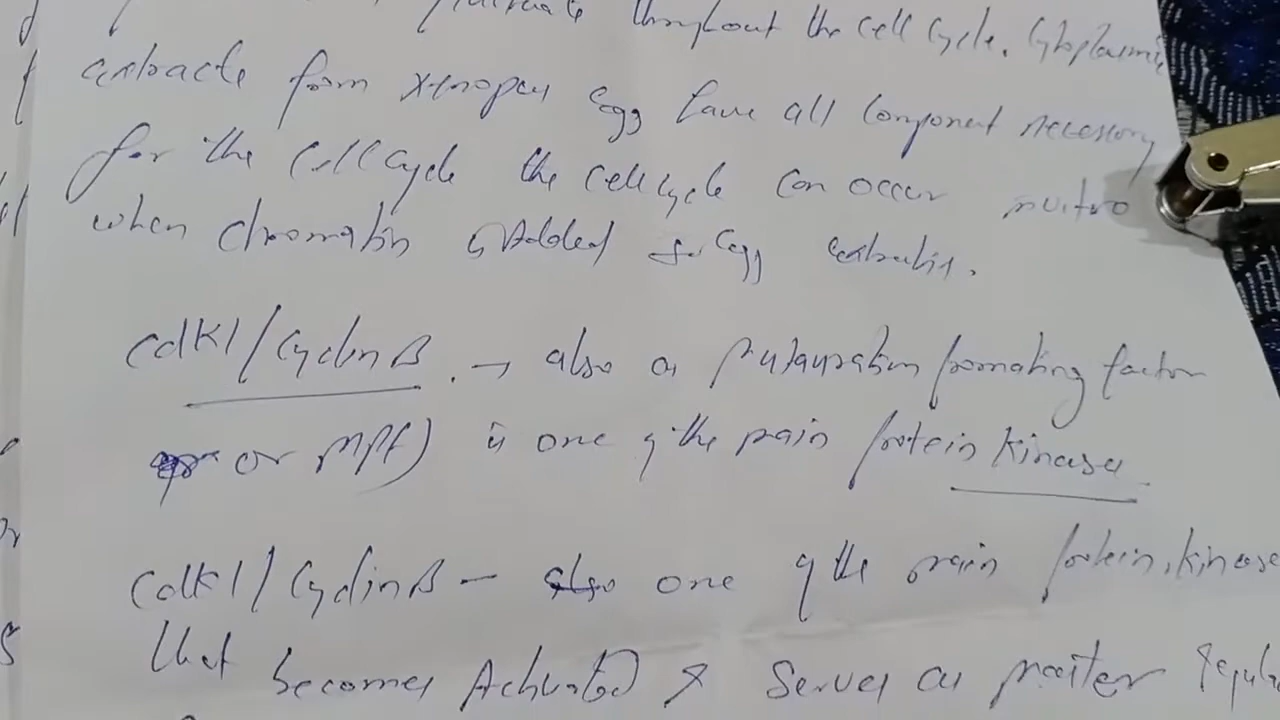 throughout the cell cycle. Cytoplasmic
extracts from xenopus egg have all component necessary
for the cell cycle the cell cycle can occur invitro
when chromatin is Added to egg extracts.
Cdk1/Cyclin B. → also as maturation promoting factor
or MPF) is one of the main protein kinase
Cdk1/Cyclin B – one of the main protein kinase
that becomes Activated & Serves as master regul